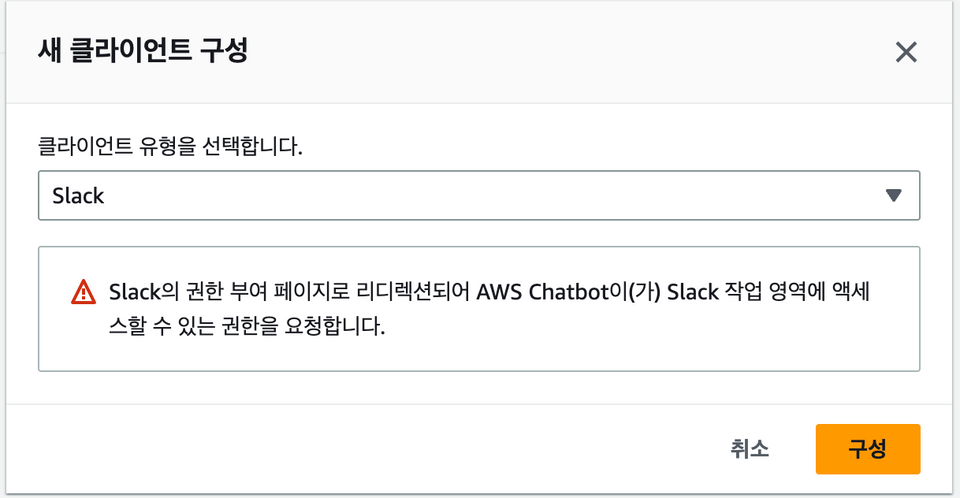 새 클라이언트 구성
클라이언트 유형을 선택합니다.
Slack
Slack의 권한 부여 페이지로 리디렉션되어 AWS Chatbot이(가) Slack 작업 영역에 액세
스할 수 있는 권한을 요청합니다.
취소
구성